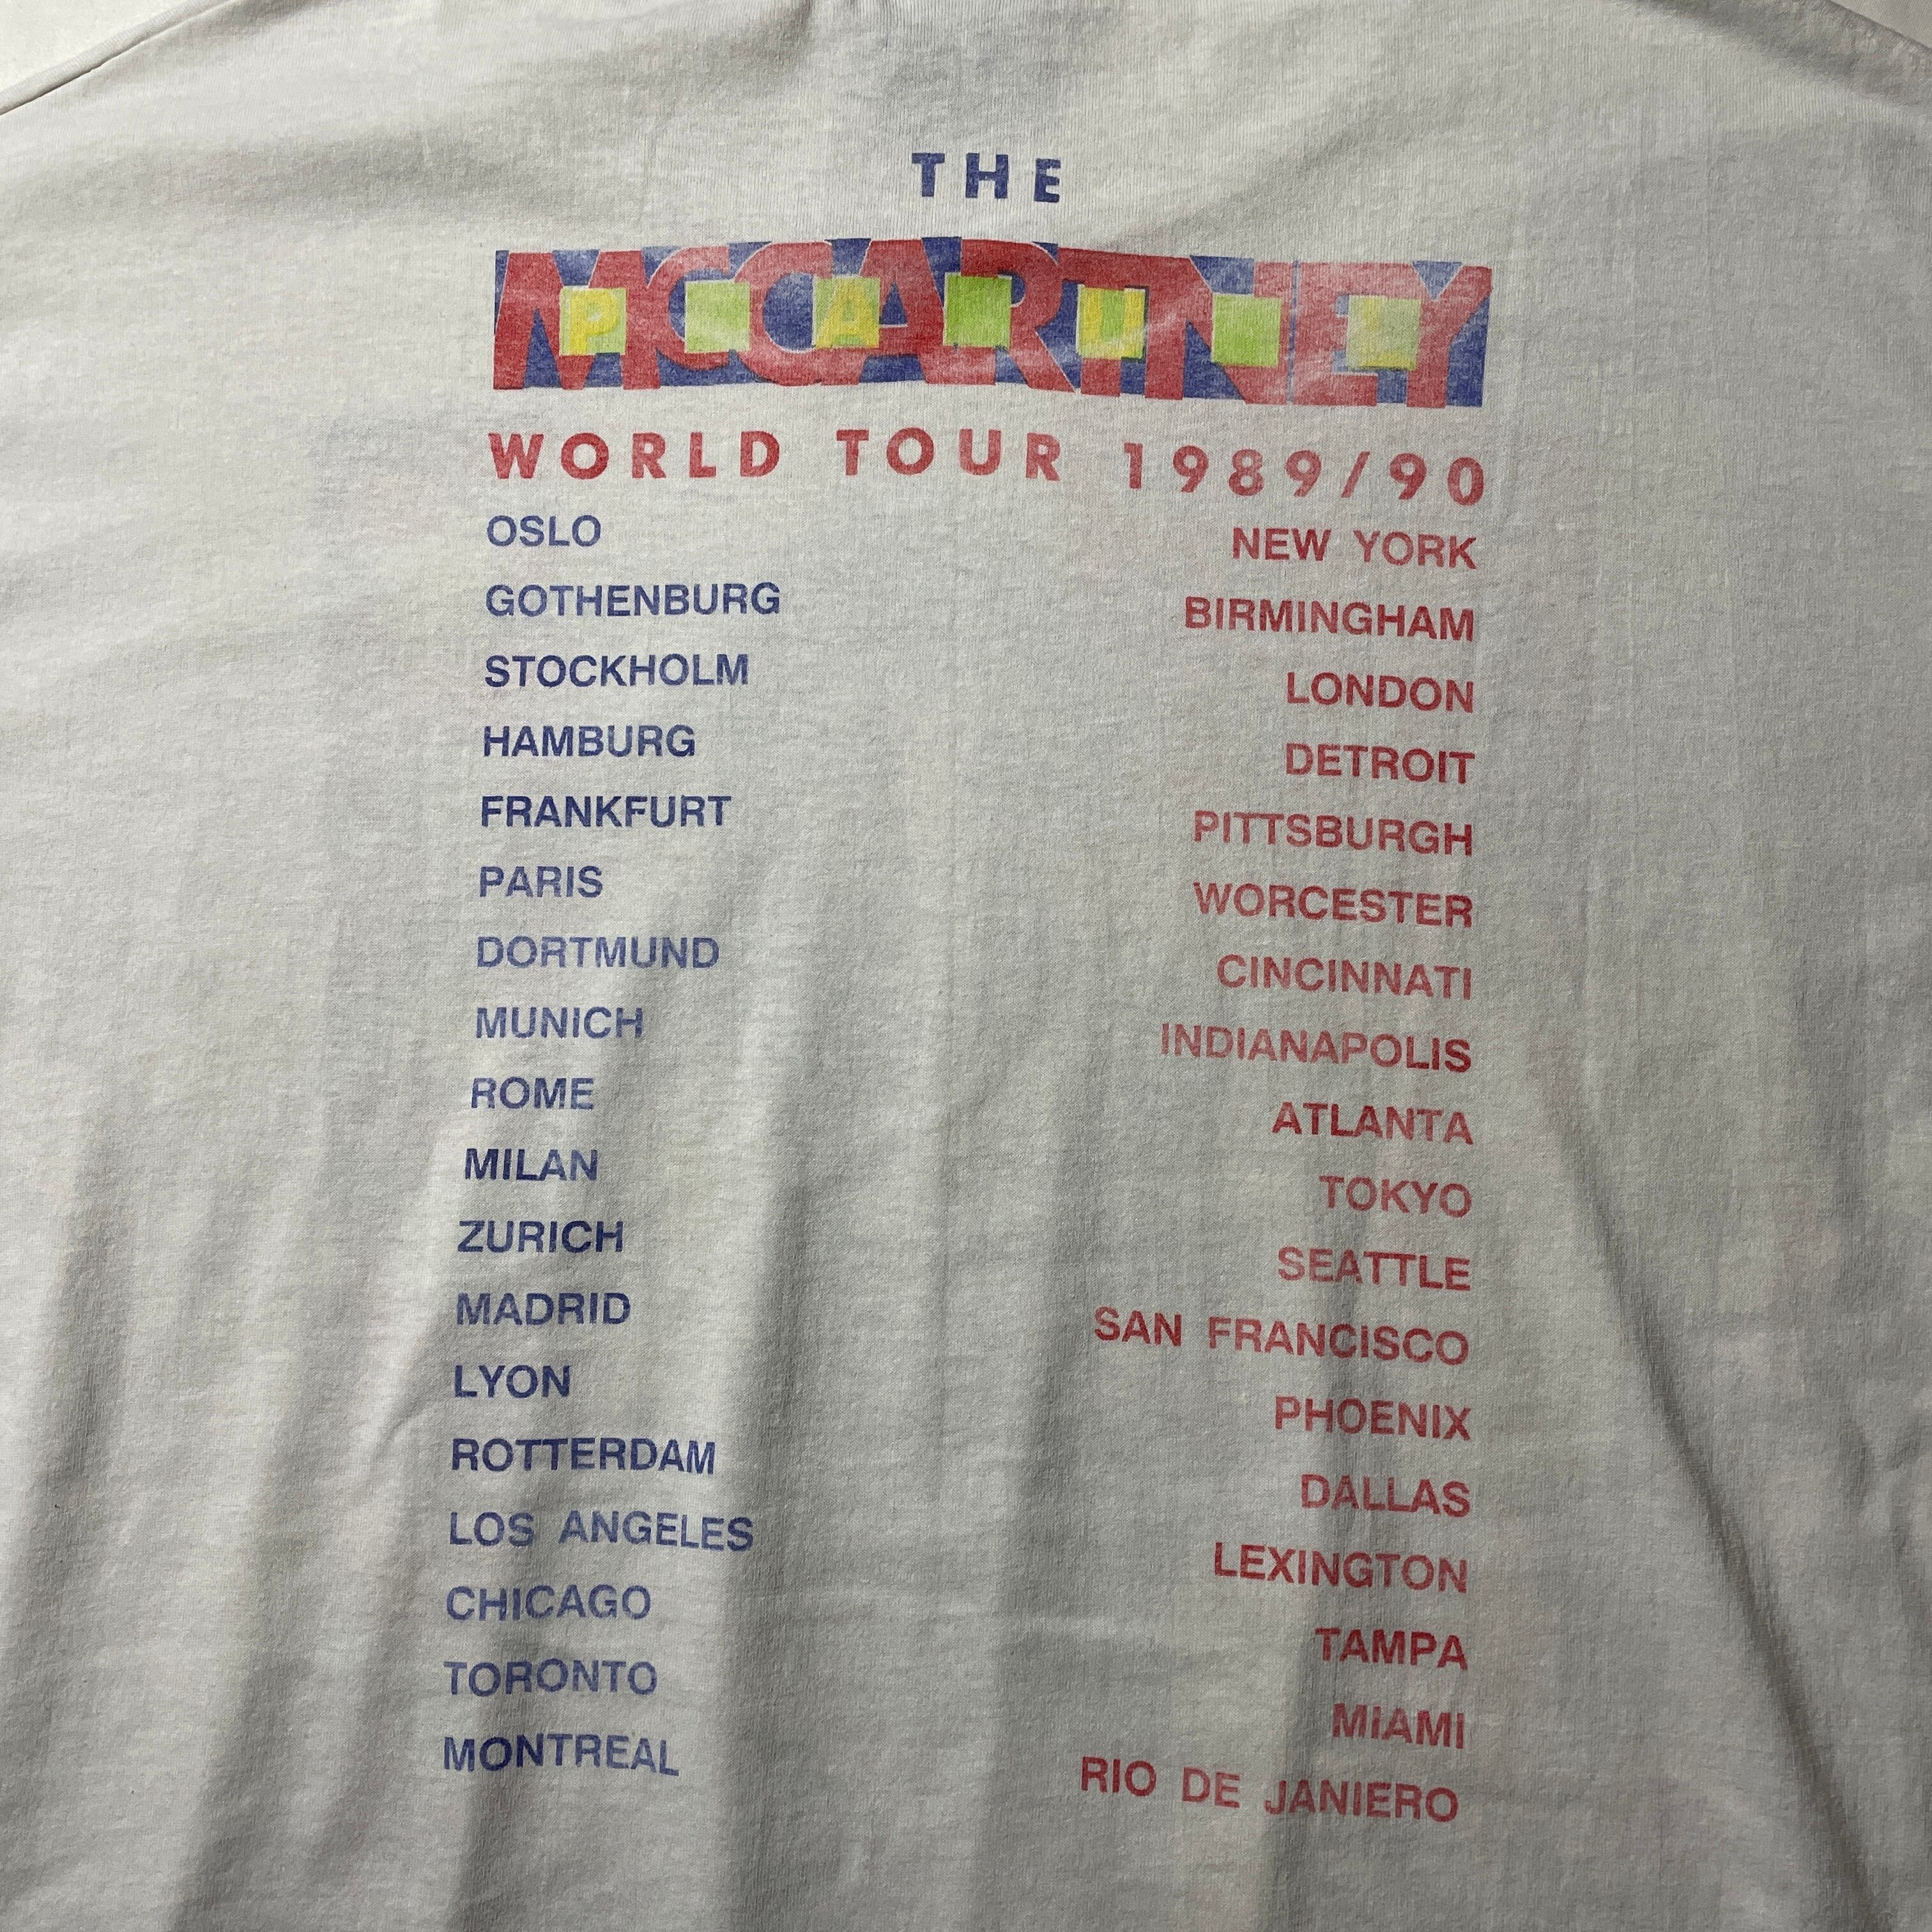 THE
MCCARTNEY
PAUL
WORLD TOUR 1989/90
OSLO
GOTHENBURG
STOCKHOLM
HAMBURG
FRANKFURT
PARIS
DORTMUND
MUNICH
ROME
MILAN
ZURICH
MADRID
LYON
ROTTERDAM
LOS ANGELES
CHICAGO
TORONTO
MONTREAL
NEW YORK
BIRMINGHAM
LONDON
DETROIT
PITTSBURGH
WORCESTER
CINCINNATI
INDIANAPOLIS
ATLANTA
TOKYO
SEATTLE
SAN FRANCISCO
PHOENIX
DALLAS
LEXINGTON
TAMPA
MIAMI
RIO DE JANIERO